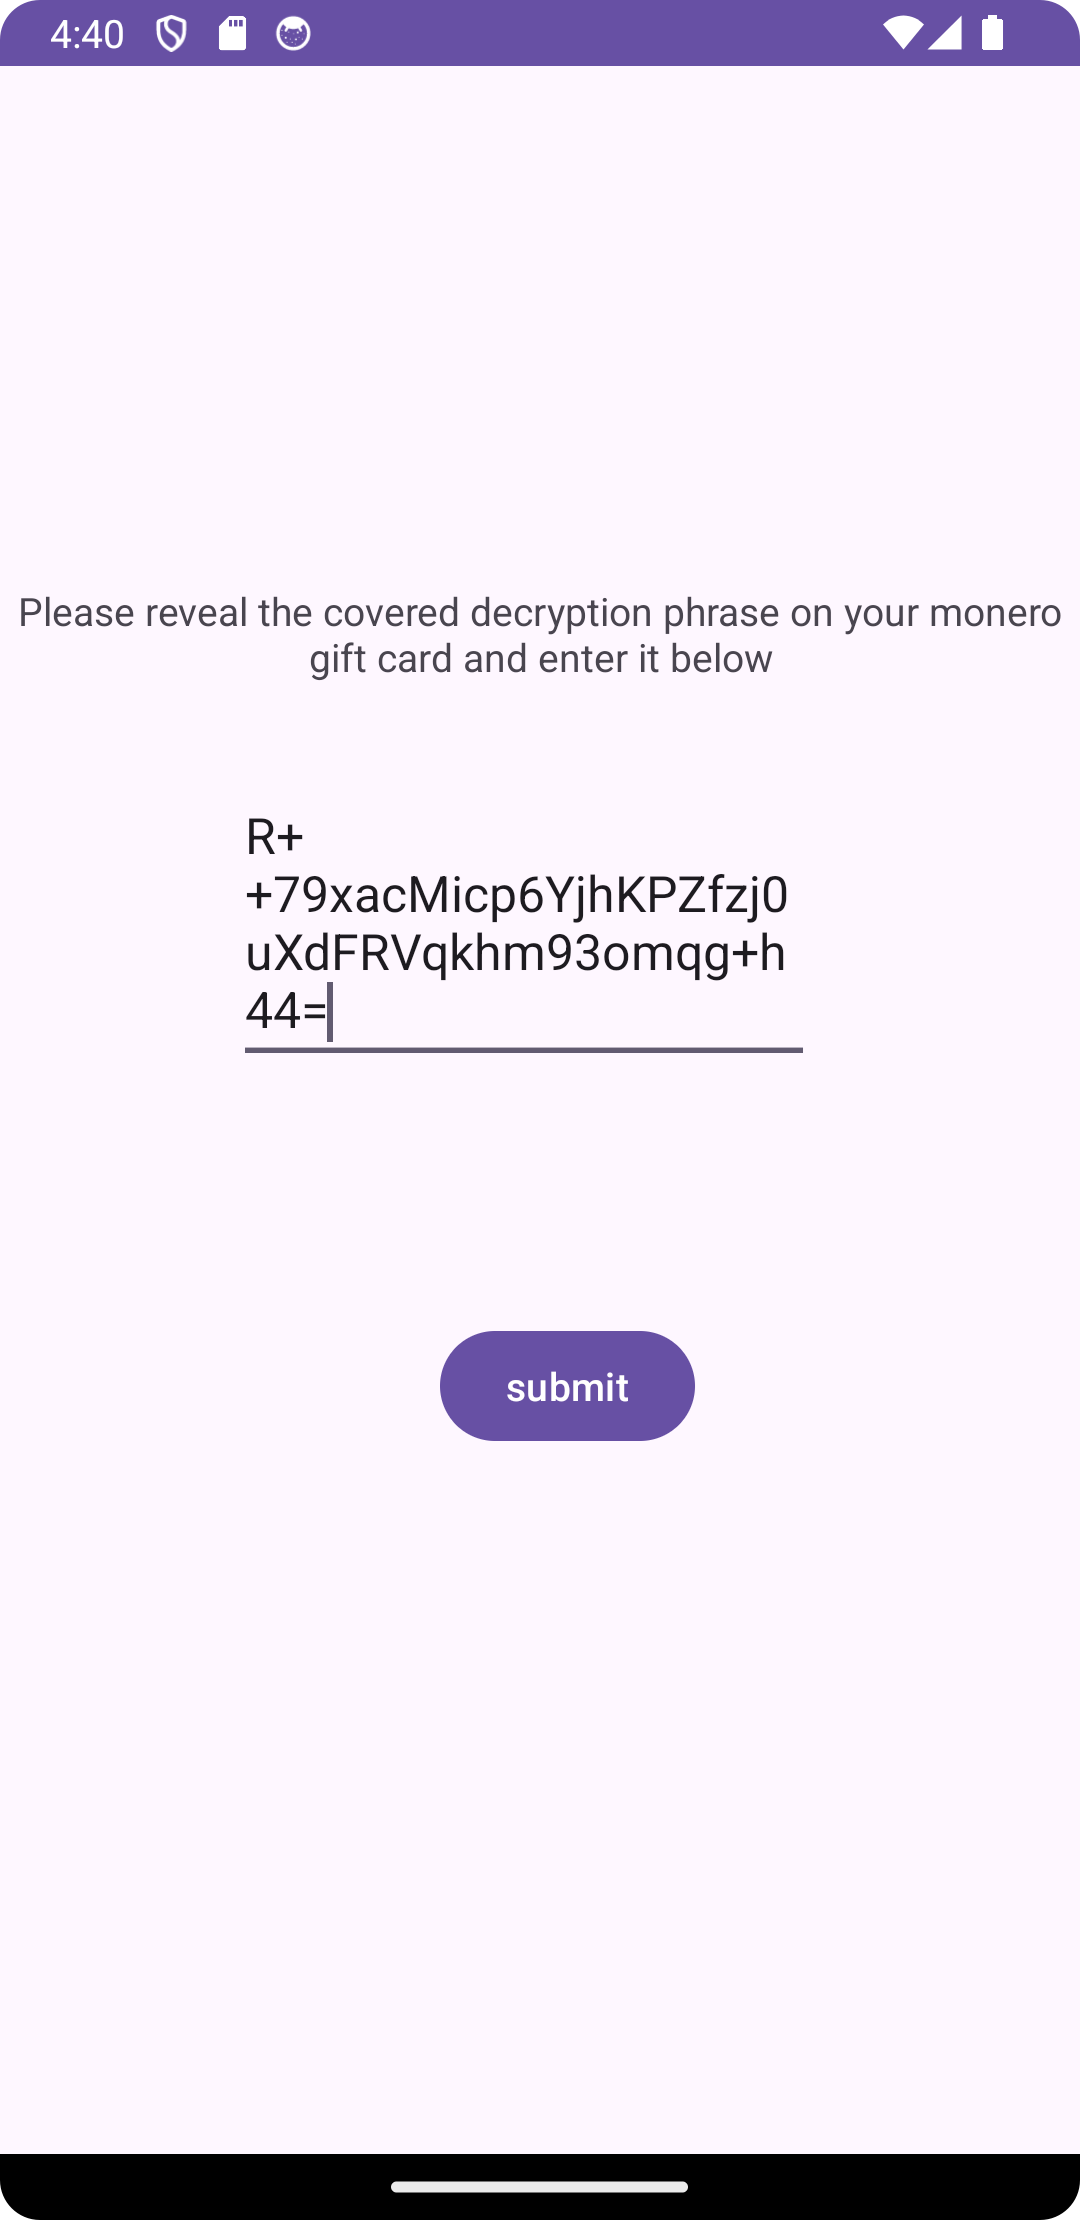 4:40
Please reveal the covered decryption phrase on your monero
gift card and enter it below
R+
+79xacMicp6YjhKPZfzj0
uXdFRVqkhm93omqg+h
44=
submit